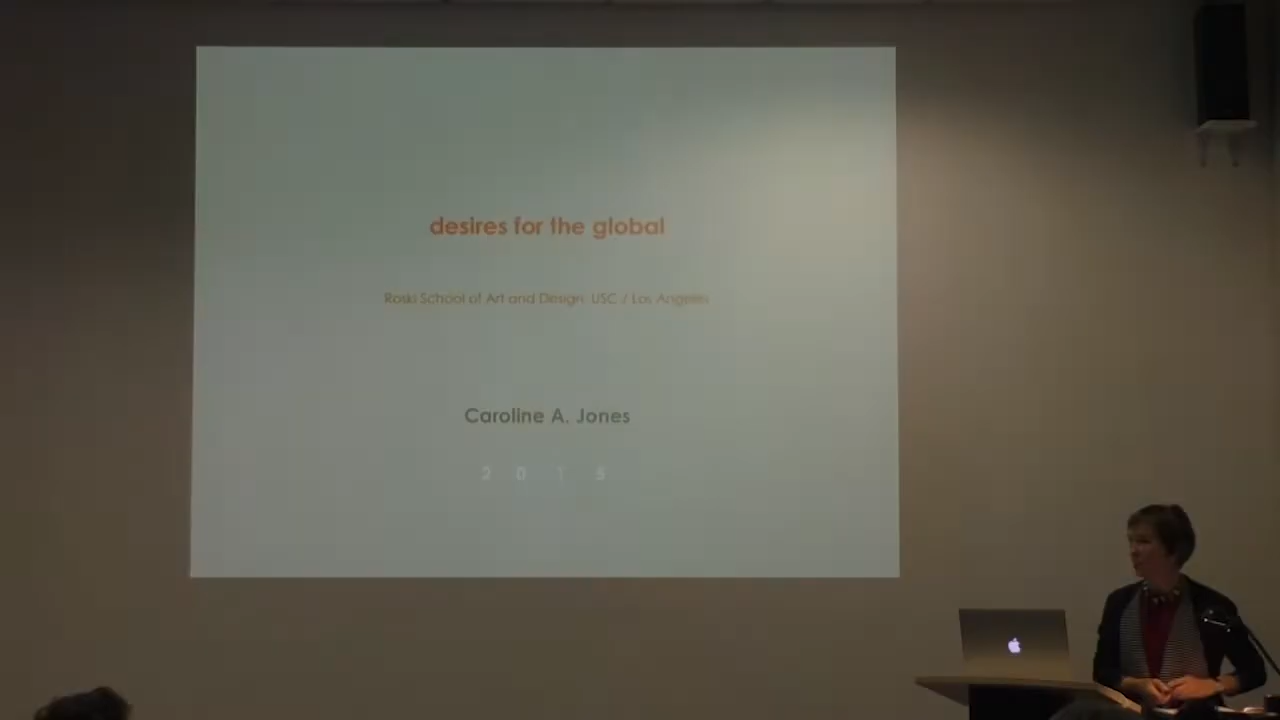 desires for the global
Roski School of Art and Design, USC / Los Angeles
Caroline A. Jones
2 0 1 5